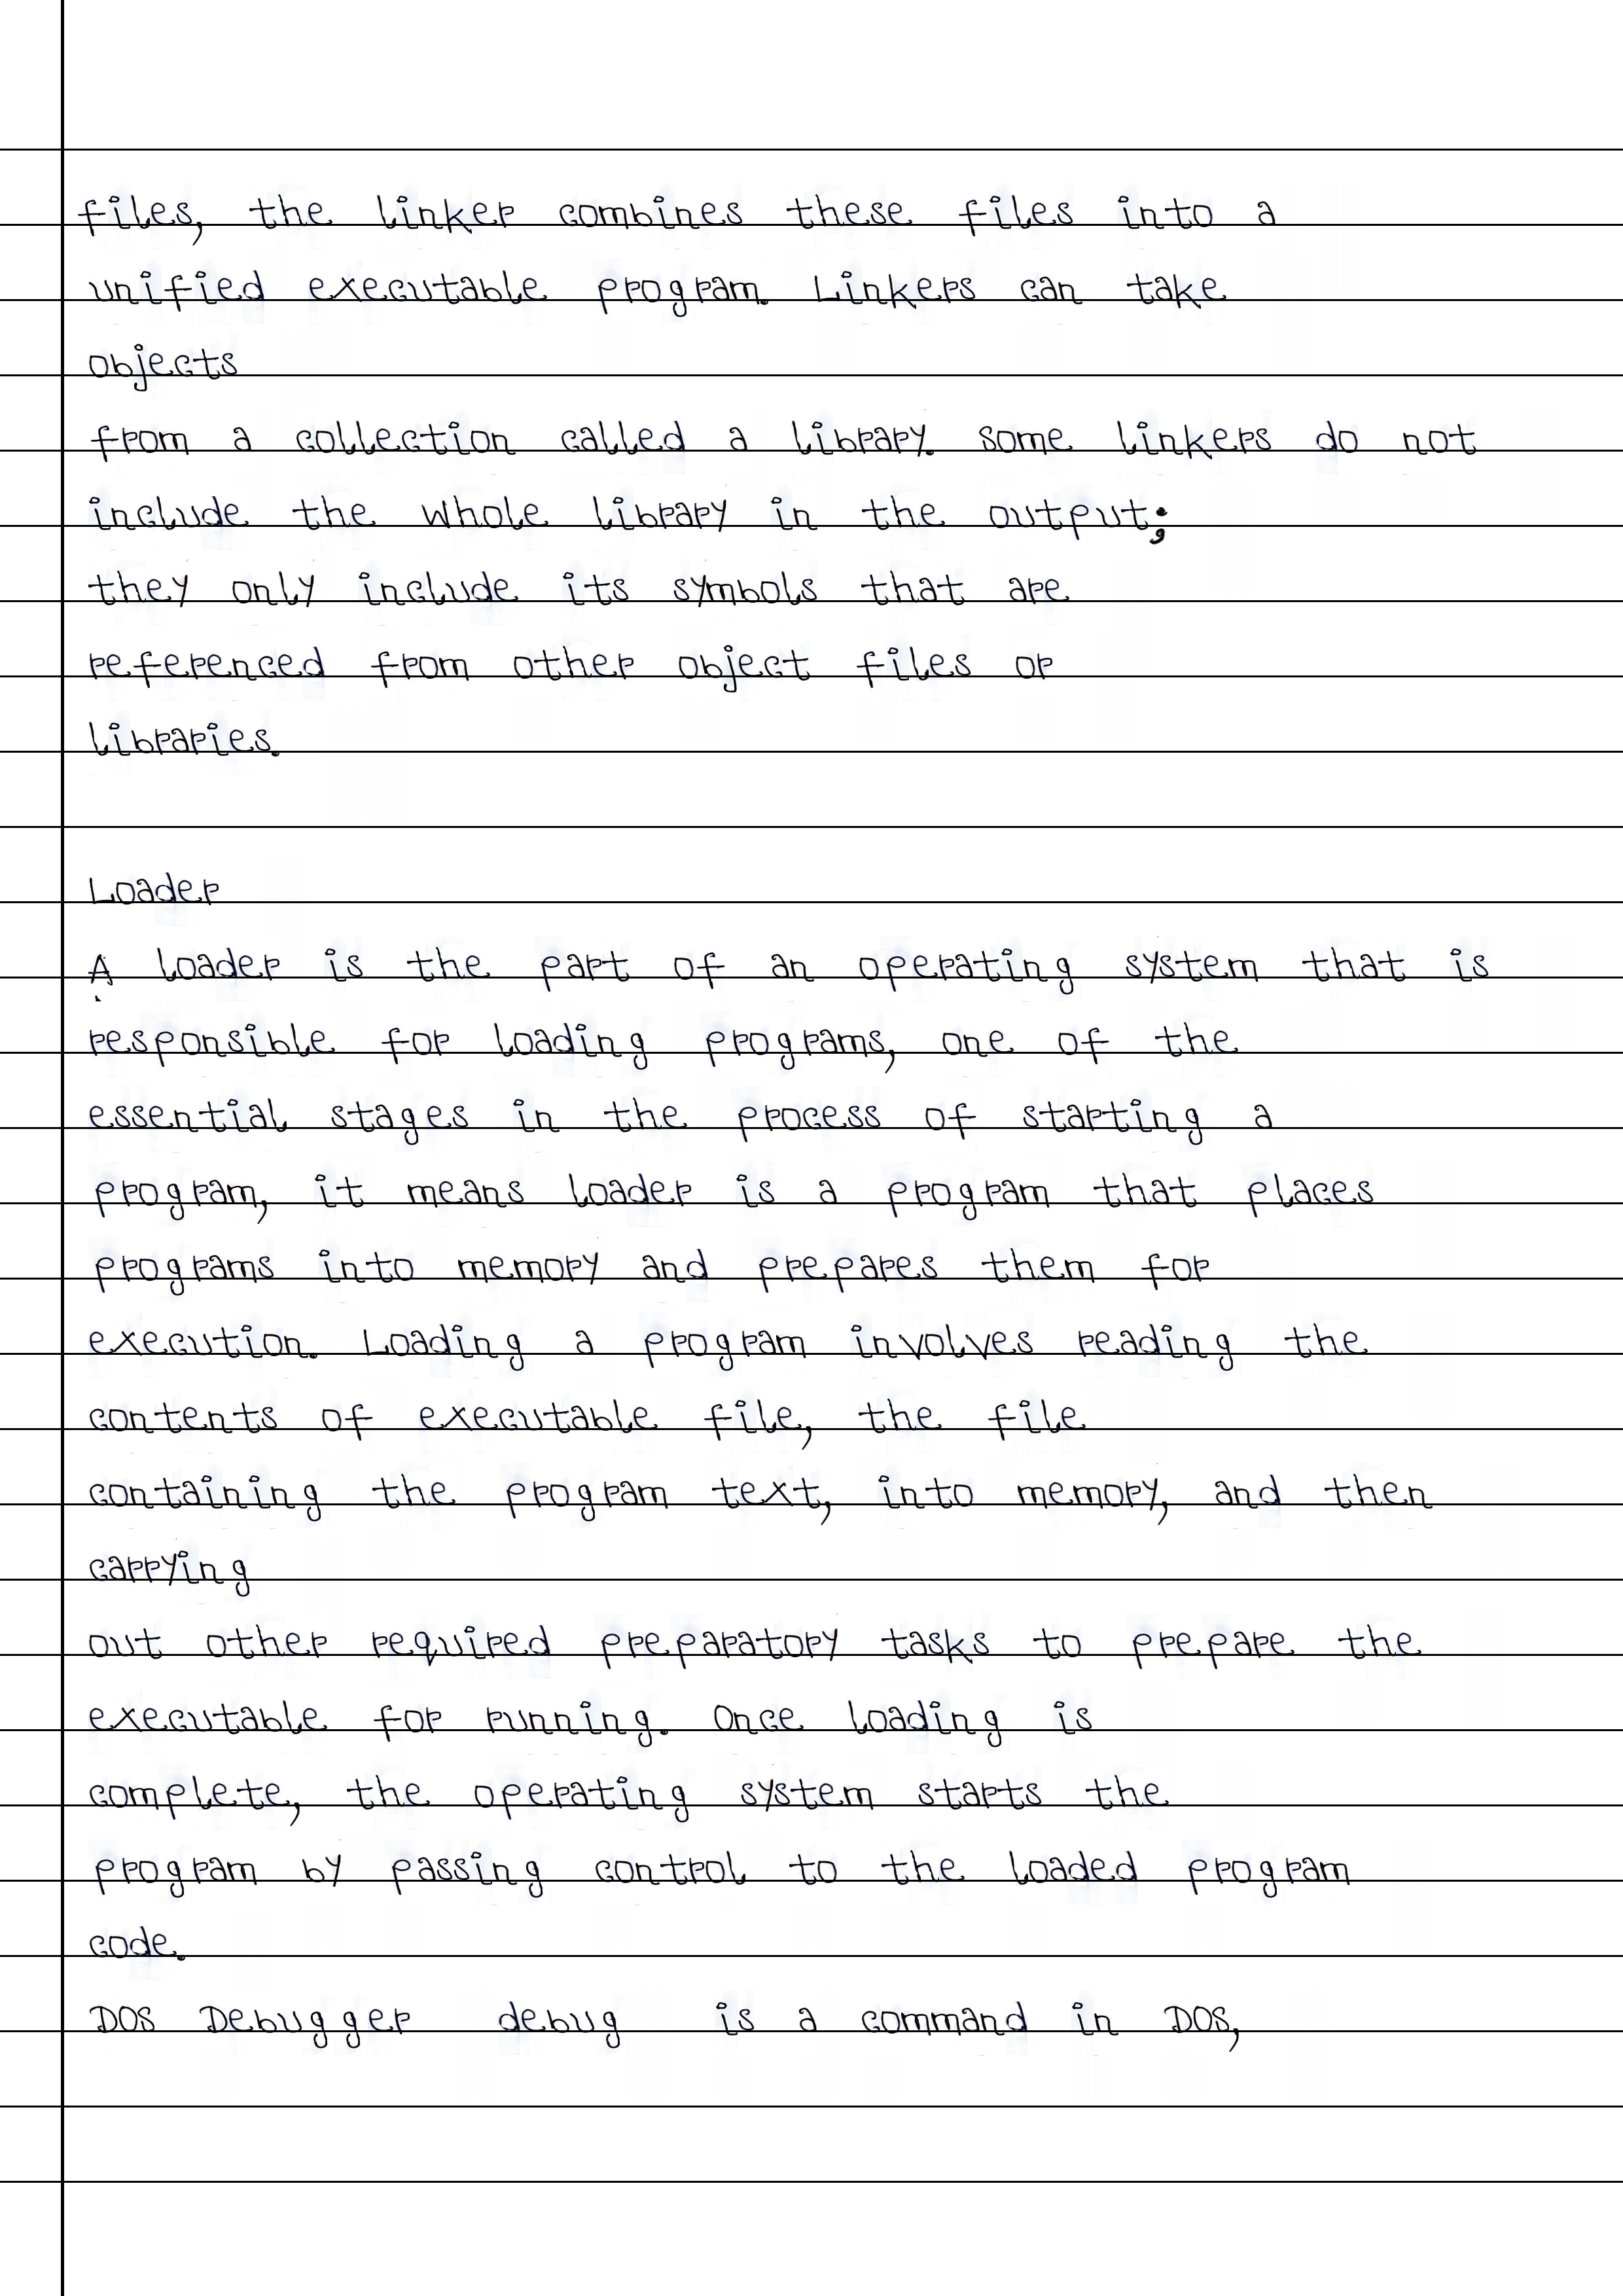 files, the linker combines these files into a
unified executable program. Linkers can take
objects
from a collection called a library. some linkers do not
include the whole library in the output;
they only include its symbols that are
referenced from other object files or
libraries.
Loader
A loader is the part of an operating system that is
responsible for loading programs, one of the
essential stages in the process of starting a
program, it means loader is a program that places
programs into memory and prepares them for
execution. Loading a program involves reading the
contents of executable file, the file
containing the program text, into memory, and then
carrying
out other required preparatory tasks to prepare the
executable for running. Once loading is
complete, the operating system starts the
program by passing control to the loaded program
code.
DOS Debugger debug is a command in DOS,